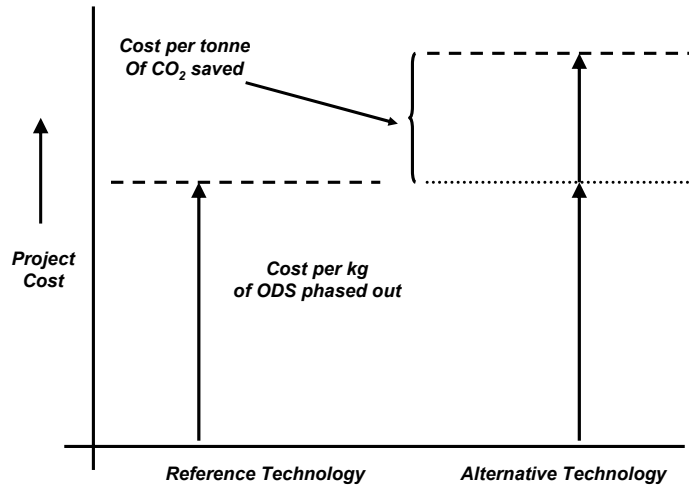 Cost per tonne
Of CO₂ saved
Project
Cost
Cost per kg
of ODS phased out
Reference Technology
Alternative Technology